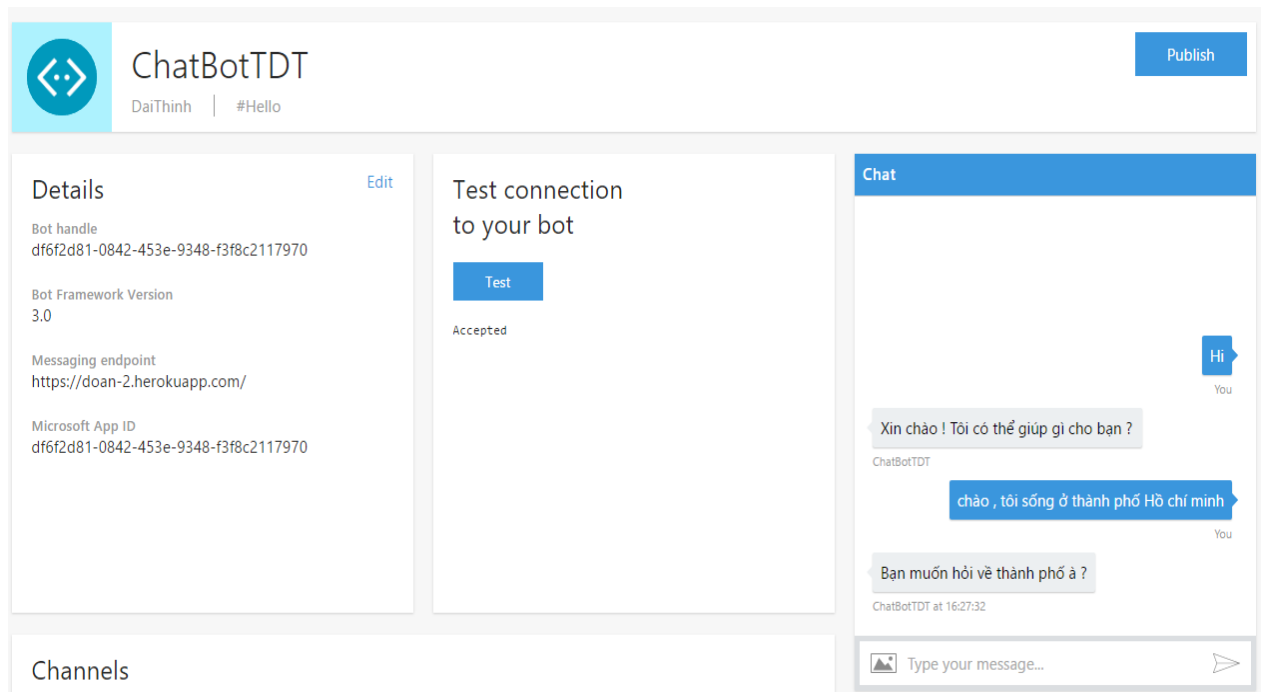 ChatBotTDT
DaiThinh
#Hello
Publish
Details
Edit
Bot handle
df6f2d81-0842-453e-9348-f3f8c2117970
Bot Framework Version
3.0
Messaging endpoint
https://doan-2.herokuapp.com/
Microsoft App ID
df6f2d81-0842-453e-9348-f3f8c2117970
Test connection
to your bot
Test
Accepted
Chat
Hi
You
Xin chào ! Tôi có thể giúp gì cho bạn ?
ChatBotTDT
chào , tôi sống ở thành phố Hồ chí minh
You
Bạn muốn hỏi về thành phố à ?
ChatBotTDT at 16:27:32
Type your message...
Channels